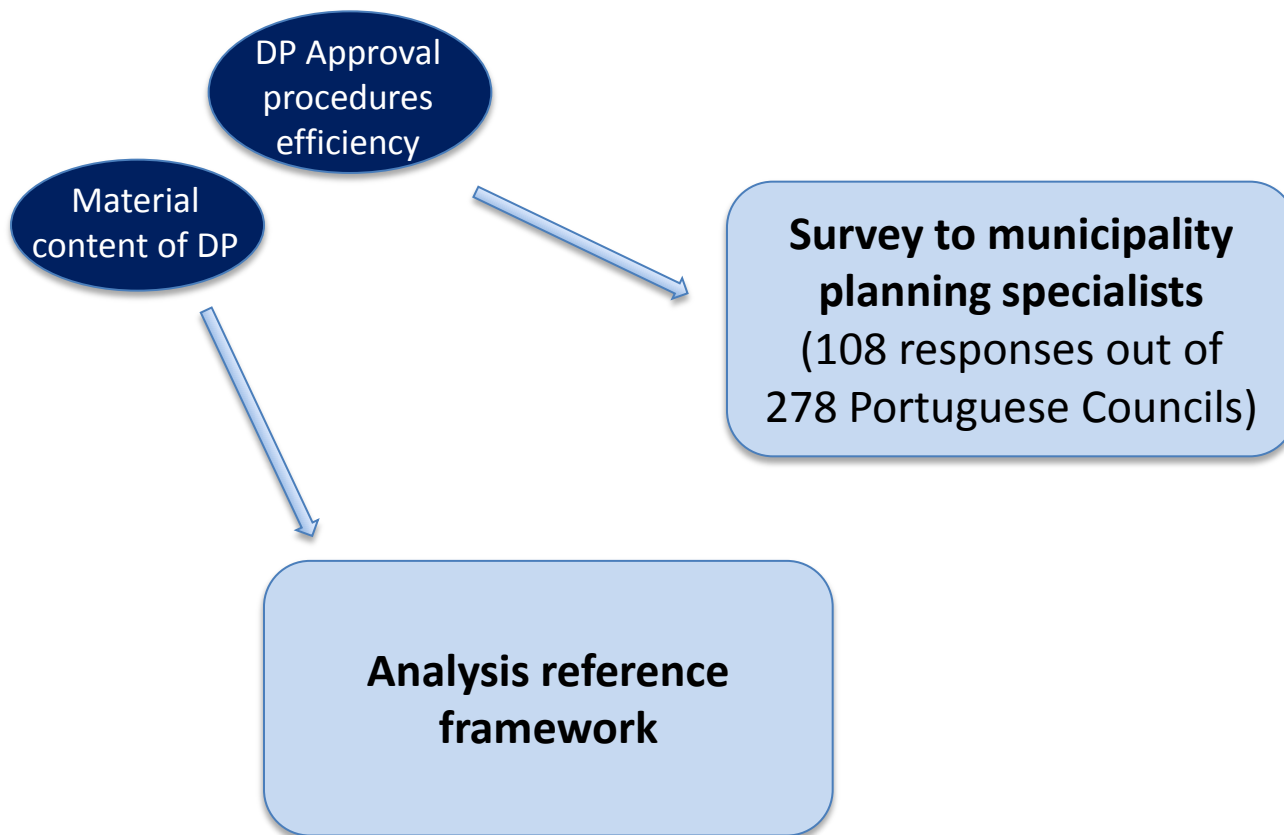 DP Approval
procedures
efficiency
Material
content of DP
Survey to municipality
planning specialists
(108 responses out of
278 Portuguese Councils)
Analysis reference
framework